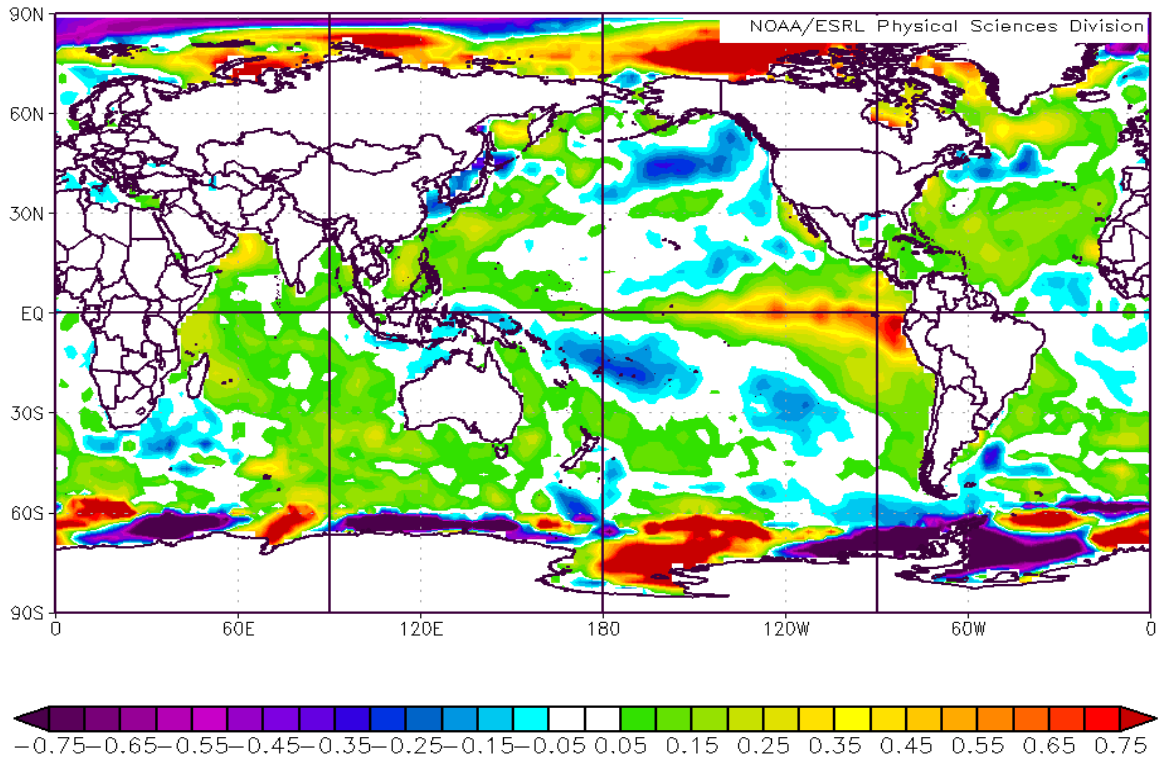 90N
NOAA/ESRL Physical Sciences Division
60N
30N
EQ
30S
60S
90S
0 60E 120E 180 120W 60W 0
−0.75−0.65−0.55−0.45−0.35−0.25−0.15−0.05 0.05 0.15 0.25 0.35 0.45 0.55 0.65 0.75